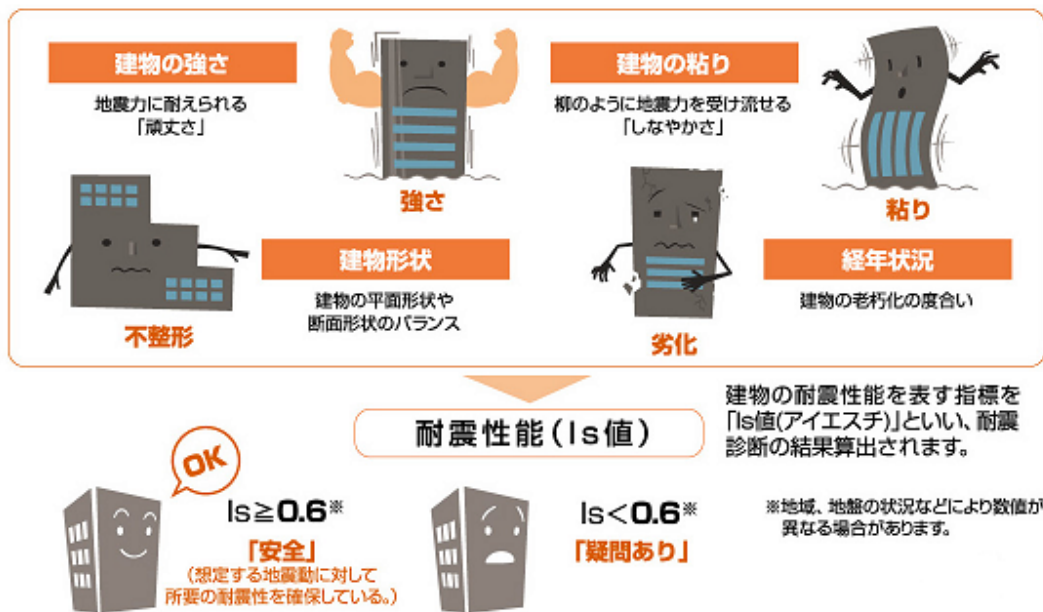 建物の強さ
地震力に耐えられる
「頑丈さ」
強さ
建物の粘り
柳のように地震力を受け流せる
「しなやかさ」
粘り
不整形
建物形状
建物の平面形状や
断面形状のバランス
劣化
経年状況
建物の老朽化の度合い
耐震性能(Is値)
建物の耐震性能を表す指標を
「Is値(アイエスチ)」といい、耐震
診断の結果算出されます。
OK
Is≧0.6※
「安全」
(想定する地震動に対して
所要の耐震性を確保している。)
Is<0.6※
「疑問あり」
※地域、地盤の状況などにより数値が
異なる場合があります。